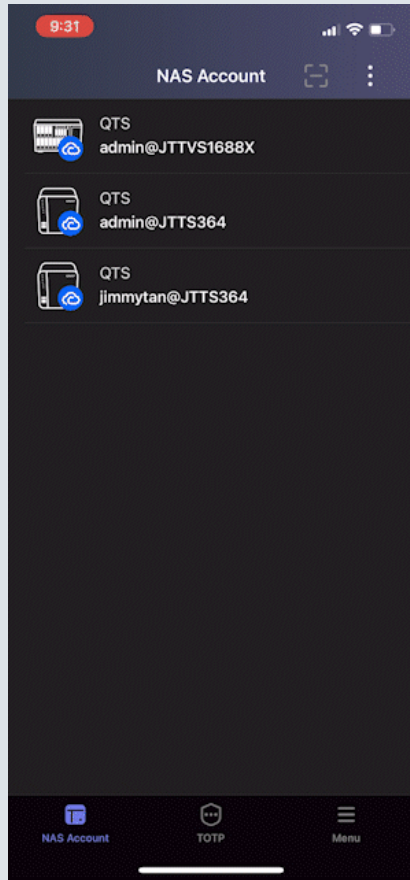 9:31
NAS Account
QTS
admin@JTTVS1688X
QTS
admin@JTTS364
QTS
jimmytan@JTTS364
NAS Account
TOTP
Menu